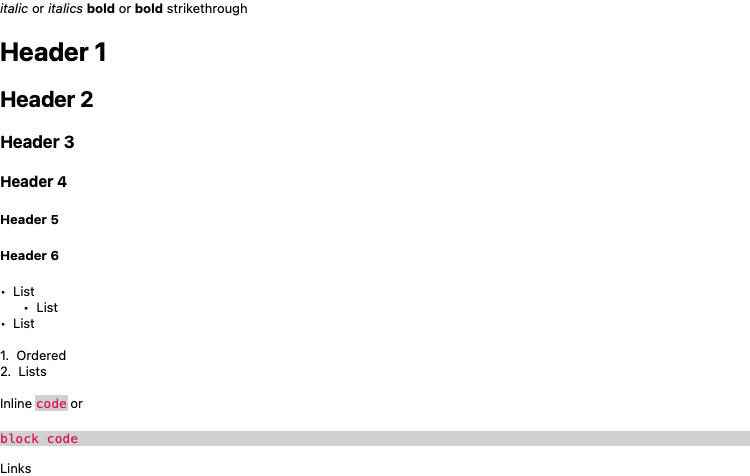 italic or italics bold or bold strikethrough
Header 1
Header 2
Header 3
Header 4
Header 5
Header 6
• List
• List
• List
1. Ordered
2. Lists
Inline code or
block code
Links